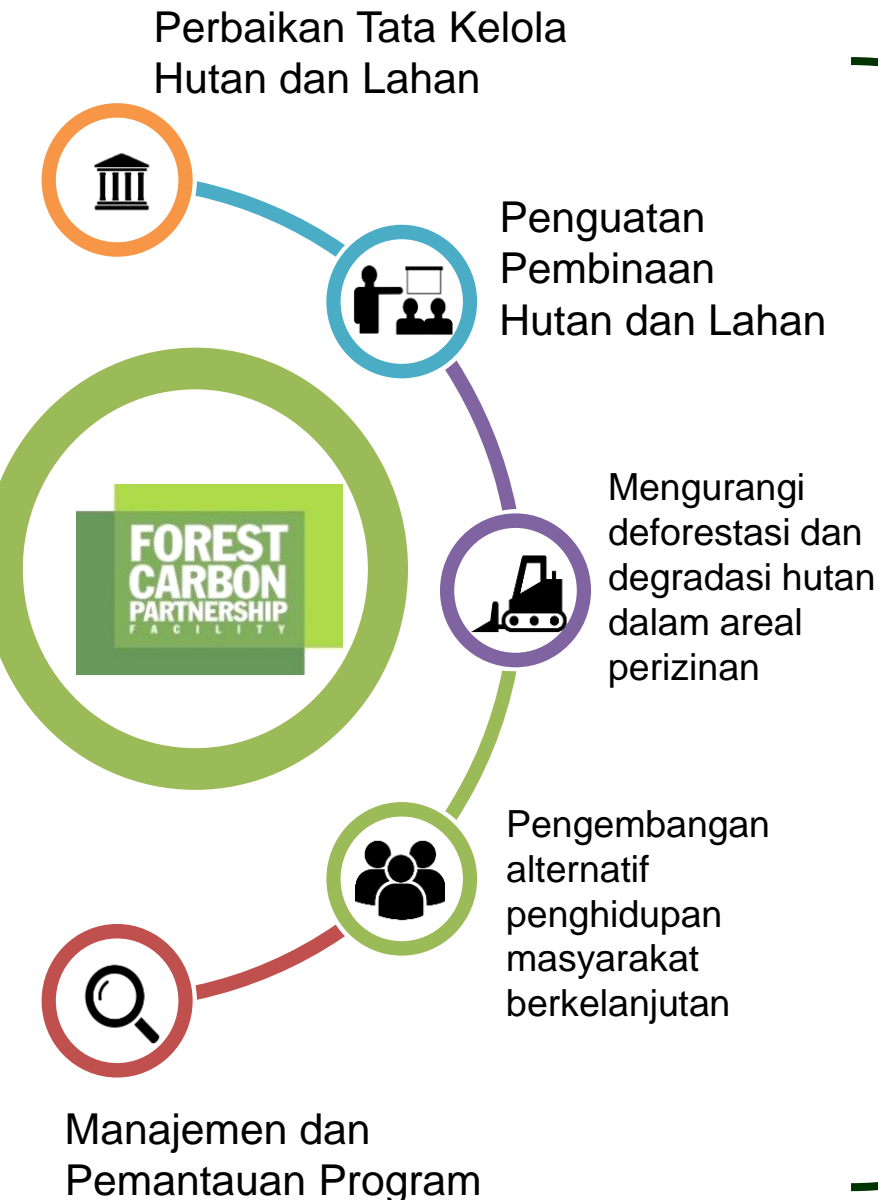 Perbaikan Tata Kelola
Hutan dan Lahan
Penguatan
Pembinaan
Hutan dan Lahan
FOREST
CARBON
PARTNERSHIP
FACILITY
Mengurangi
deforestasi dan
degradasi hutan
dalam areal
perizinan
Pengembangan
alternatif
penghidupan
masyarakat
berkelanjutan
Manajemen dan
Pemantauan Program